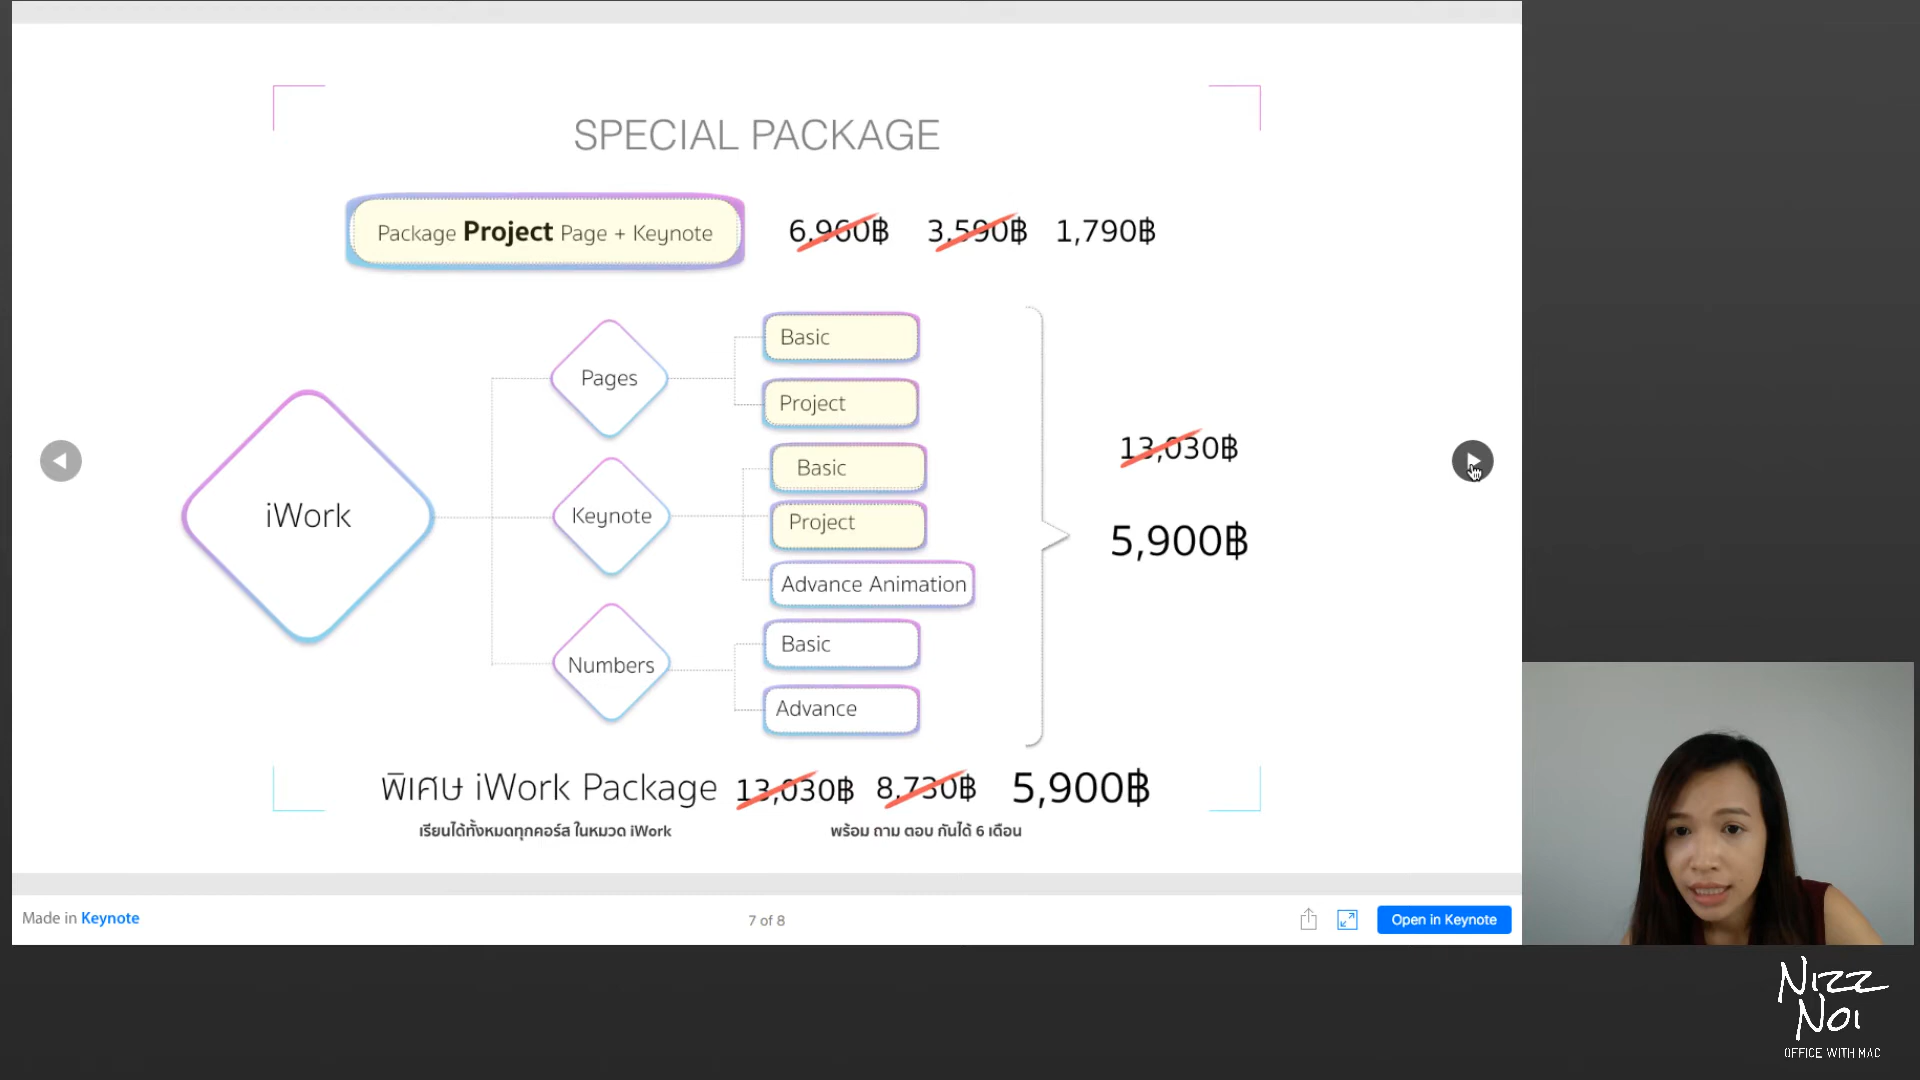 SPECIAL PACKAGE
Package Project Page + Keynote
6,960฿ 3,590฿ 1,790฿
iWork
Pages
Basic
Project
Keynote
Basic
Project
Advance Animation
Numbers
Basic
Advance
13,030฿
5,900฿
พิเศษ iWork Package 13,030฿ 8,730฿ 5,900฿
เรียนได้ทั้งหมดทุกคอร์ส ในหมวด iWork
พร้อม ถาม ตอบ กันได้ 6 เดือน
Made in Keynote
7 of 8
Open in Keynote
NIZZ
NOI
OFFICE WITH MAC